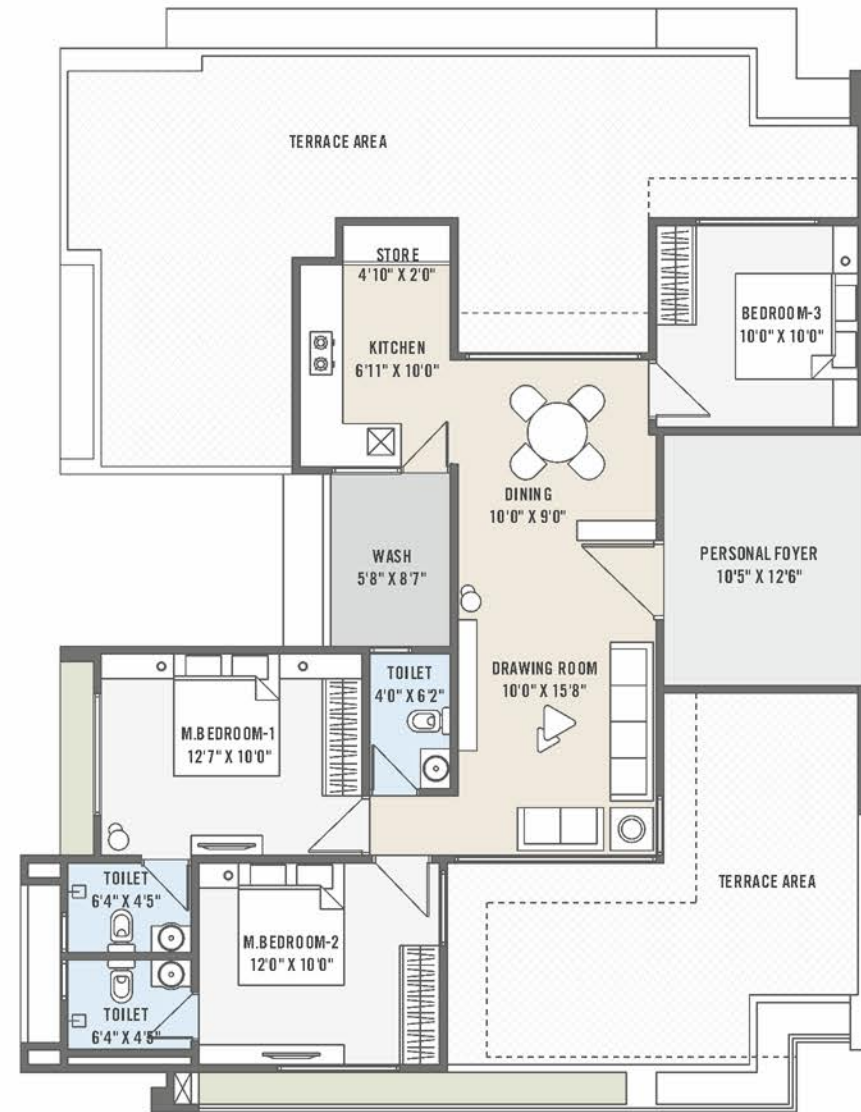 TERRACE AREA
STORE
4'10" X 2'0"
KITCHEN
6'11" X 10'0"
BEDROOM-3
10'0" X 10'0"
DINING
10'0" X 9'0"
WASH
5'8" X 8'7"
PERSONAL FOYER
10'5" X 12'6"
TOILET
4'0" X 6'2"
DRAWING ROOM
10'0" X 15'8"
M.BEDROOM-1
12'7" X 10'0"
TOILET
6'4" X 4'5"
TERRACE AREA
M.BEDROOM-2
12'0" X 10'0"
TOILET
6'4" X 4'5"